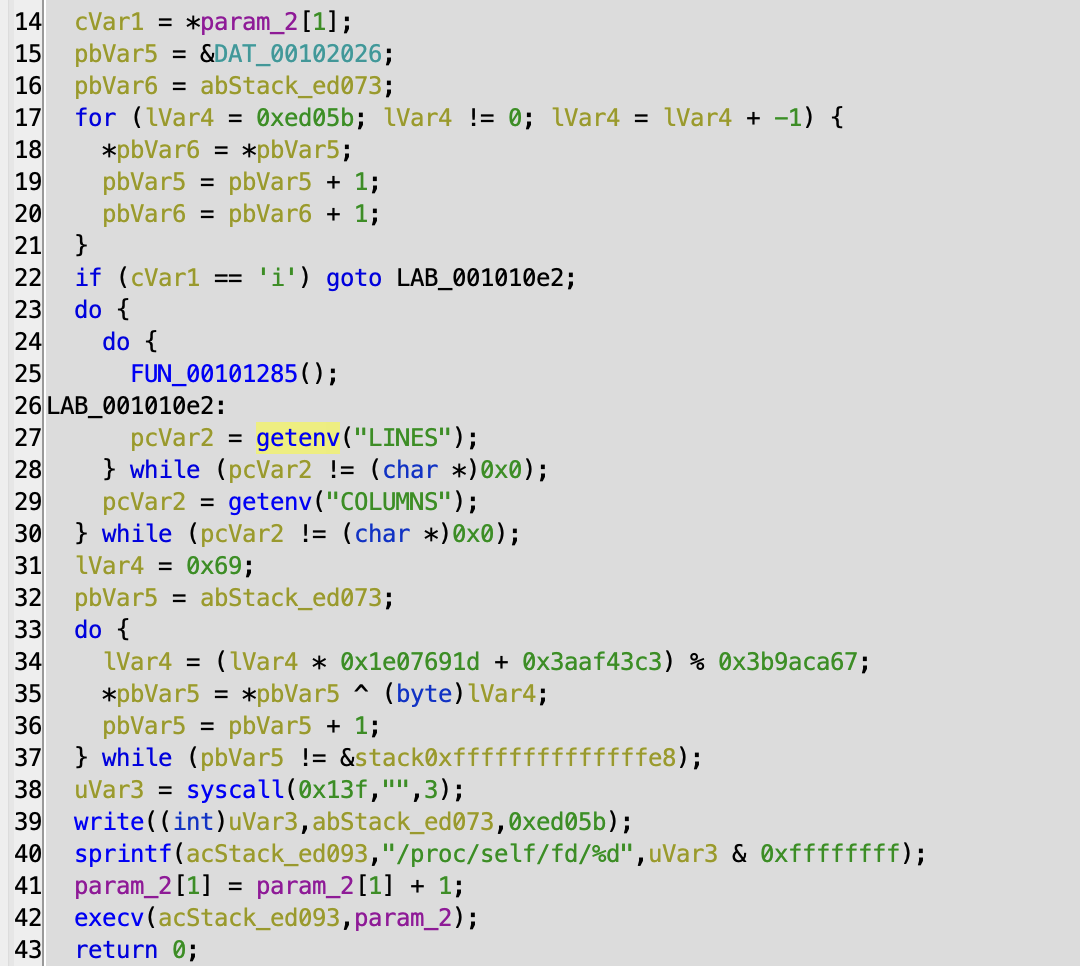 14 cVar1 = *param_2[1];
15 pbVar5 = &DAT_00102026;
16 pbVar6 = abStack_ed073;
17 for (lVar4 = 0xed05b; lVar4 != 0; lVar4 = lVar4 + -1) {
18 *pbVar6 = *pbVar5;
19 pbVar5 = pbVar5 + 1;
20 pbVar6 = pbVar6 + 1;
21 }
22 if (cVar1 == 'i') goto LAB_001010e2;
23 do {
24 do {
25 FUN_00101285();
26 LAB_001010e2:
27 pcVar2 = getenv("LINES");
28 } while (pcVar2 != (char *)0x0);
29 pcVar2 = getenv("COLUMNS");
30 } while (pcVar2 != (char *)0x0);
31 lVar4 = 0x69;
32 pbVar5 = abStack_ed073;
33 do {
34 lVar4 = (lVar4 * 0x1e07691d + 0x3aaf43c3) % 0x3b9aca67;
35 *pbVar5 = *pbVar5 ^ (byte)lVar4;
36 pbVar5 = pbVar5 + 1;
37 } while (pbVar5 != &stack0xffffffffffffffe8);
38 uVar3 = syscall(0x13f,"",3);
39 write((int)uVar3,abStack_ed073,0xed05b);
40 sprintf(acStack_ed093,"/proc/self/fd/%d",uVar3 & 0xffffffff);
41 param_2[1] = param_2[1] + 1;
42 execv(acStack_ed093,param_2);
43 return 0;